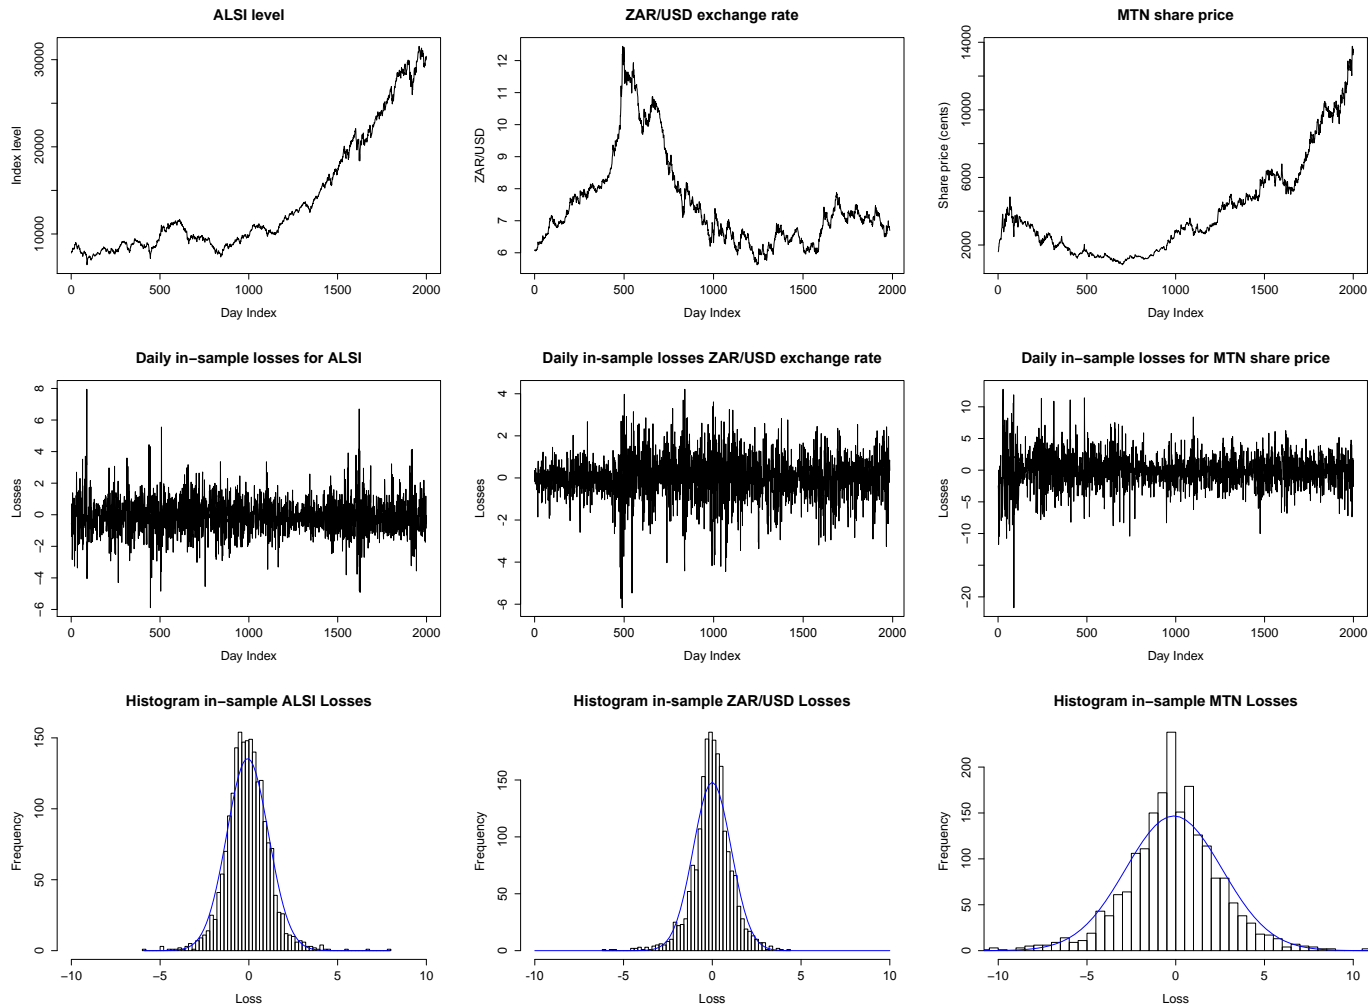 ALSI level
Index level
10000
20000
30000
0 500 1000 1500 2000
Day Index
ZAR/USD exchange rate
ZAR/USD
6 7 8 9 10 11 12
0 500 1000 1500 2000
Day Index
MTN share price
Share price (cents)
2000 6000 10000 14000
0 500 1000 1500 2000
Day Index
Daily in−sample losses for ALSI
Losses
−6 −4 −2 0 2 4 6 8
0 500 1000 1500 2000
Day Index
Daily in-sample losses ZAR/USD exchange rate
Losses
−6 −4 −2 0 2 4
0 500 1000 1500 2000
Day Index
Daily in−sample losses for MTN share price
Losses
−20 −10 −5 0 5 10
0 500 1000 1500 2000
Day Index
Histogram in−sample ALSI Losses
Frequency
0 50 100 150
−10 −5 0 5 10
Loss
Histogram in-sample ZAR/USD Losses
Frequency
0 50 100 150
-10 -5 0 5 10
Loss
Histogram in−sample MTN Losses
Frequency
0 50 100 150 200
−10 −5 0 5 10
Loss